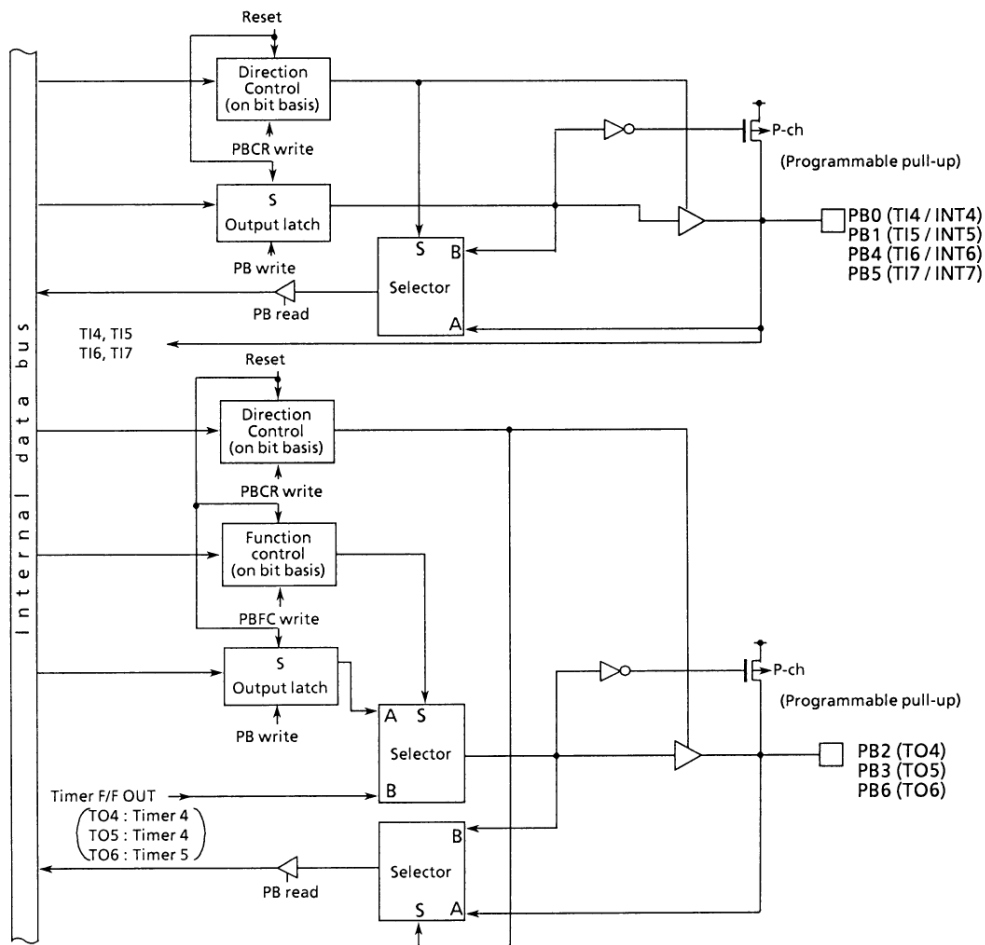 Reset
Direction
Control
(on bit basis)
PBCR write
S
Output latch
PB write
S
B
Selector
A
PB read
P-ch
(Programmable pull-up)
PB0 (TI4 / INT4)
PB1 (TI5 / INT5)
PB4 (TI6 / INT6)
PB5 (TI7 / INT7)
TI4, TI5
TI6, TI7
Internal data bus
Reset
Direction
Control
(on bit basis)
PBCR write
Function
control
(on bit basis)
PBFC write
S
Output latch
PB write
A
S
Selector
B
P-ch
(Programmable pull-up)
PB2 (TO4)
PB3 (TO5)
PB6 (TO6)
Timer F/F OUT
TO4 : Timer 4
TO5 : Timer 4
TO6 : Timer 5
B
Selector
S
A
PB read